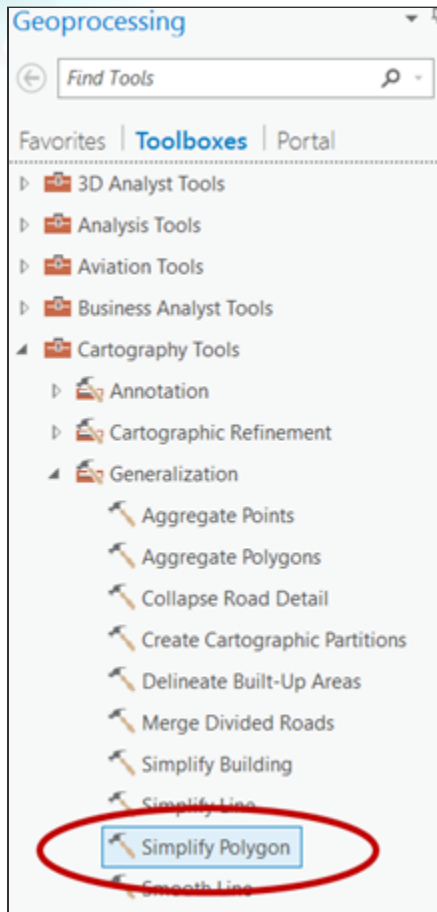 Geoprocessing
Find Tools
Favorites | Toolboxes | Portal
3D Analyst Tools
Analysis Tools
Aviation Tools
Business Analyst Tools
Cartography Tools
Annotation
Cartographic Refinement
Generalization
Aggregate Points
Aggregate Polygons
Collapse Road Detail
Create Cartographic Partitions
Delineate Built-Up Areas
Merge Divided Roads
Simplify Building
Simplify Line
Simplify Polygon
Smooth Line